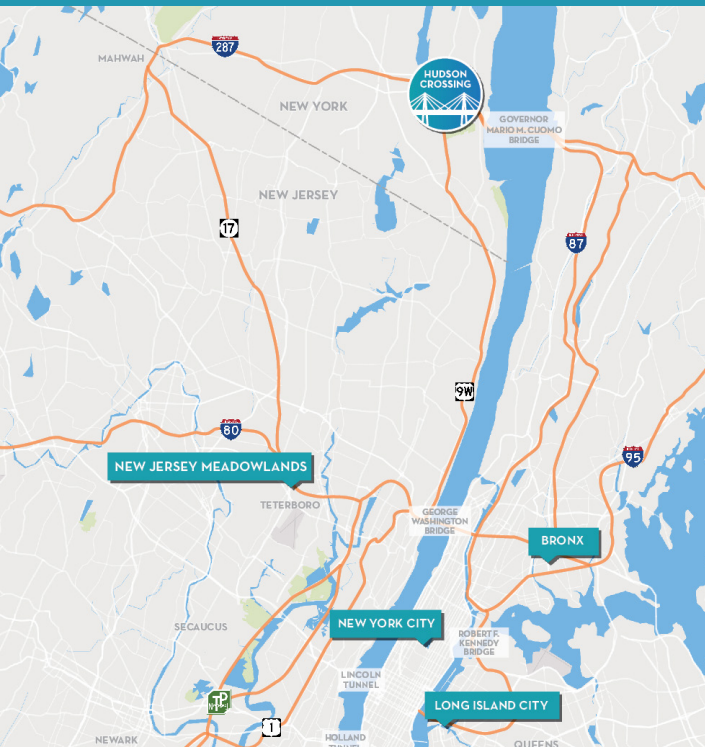 287
MAHWAH
HUDSON
CROSSING
NEW YORK
GOVERNOR
MARIO M. CUOMO
BRIDGE
NEW JERSEY
17
87
9W
80
95
NEW JERSEY MEADOWLANDS
TETERBORO
GEORGE
WASHINGTON
BRIDGE
BRONX
NEW YORK CITY
SECAUCUS
ROBERT F.
KENNEDY
BRIDGE
LINCOLN
TUNNEL
TP
LONG ISLAND CITY
1
NEWARK
HOLLAND
TUNNEL
QUEENS